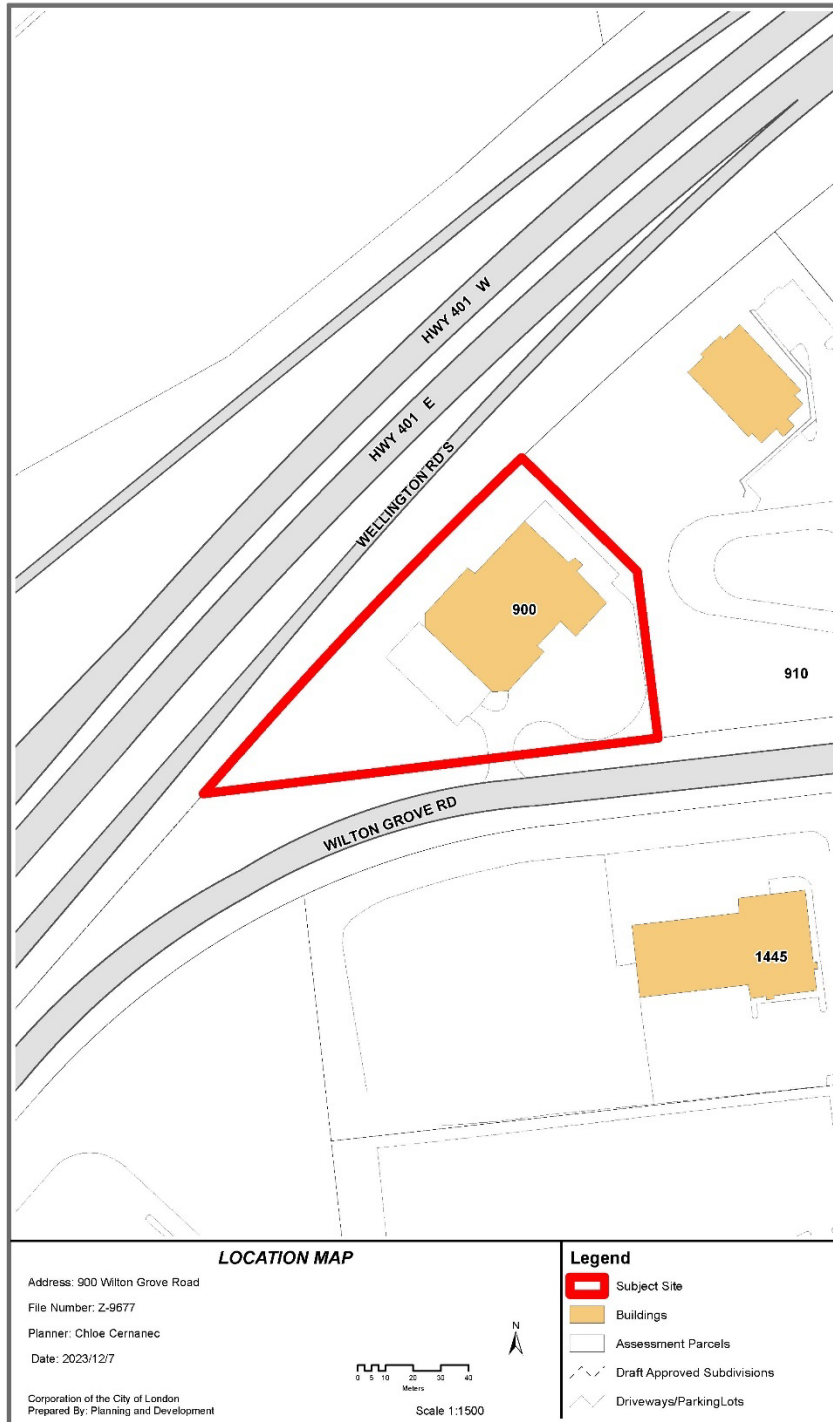 HWY 401 W
HWY 401 E
WELLINGTON RD S
900
910
WILTON GROVE RD
1445
LOCATION MAP
Address: 900 Wilton Grove Road
File Number: Z-9677
Planner: Chloe Cernanec
Date: 2023/12/7
Corporation of the City of London
Prepared By: Planning and Development
N
0 5 10 20 30 40
Meters
Scale 1:1500
Legend
Subject Site
Buildings
Assessment Parcels
Draft Approved Subdivisions
Driveways/ParkingLots